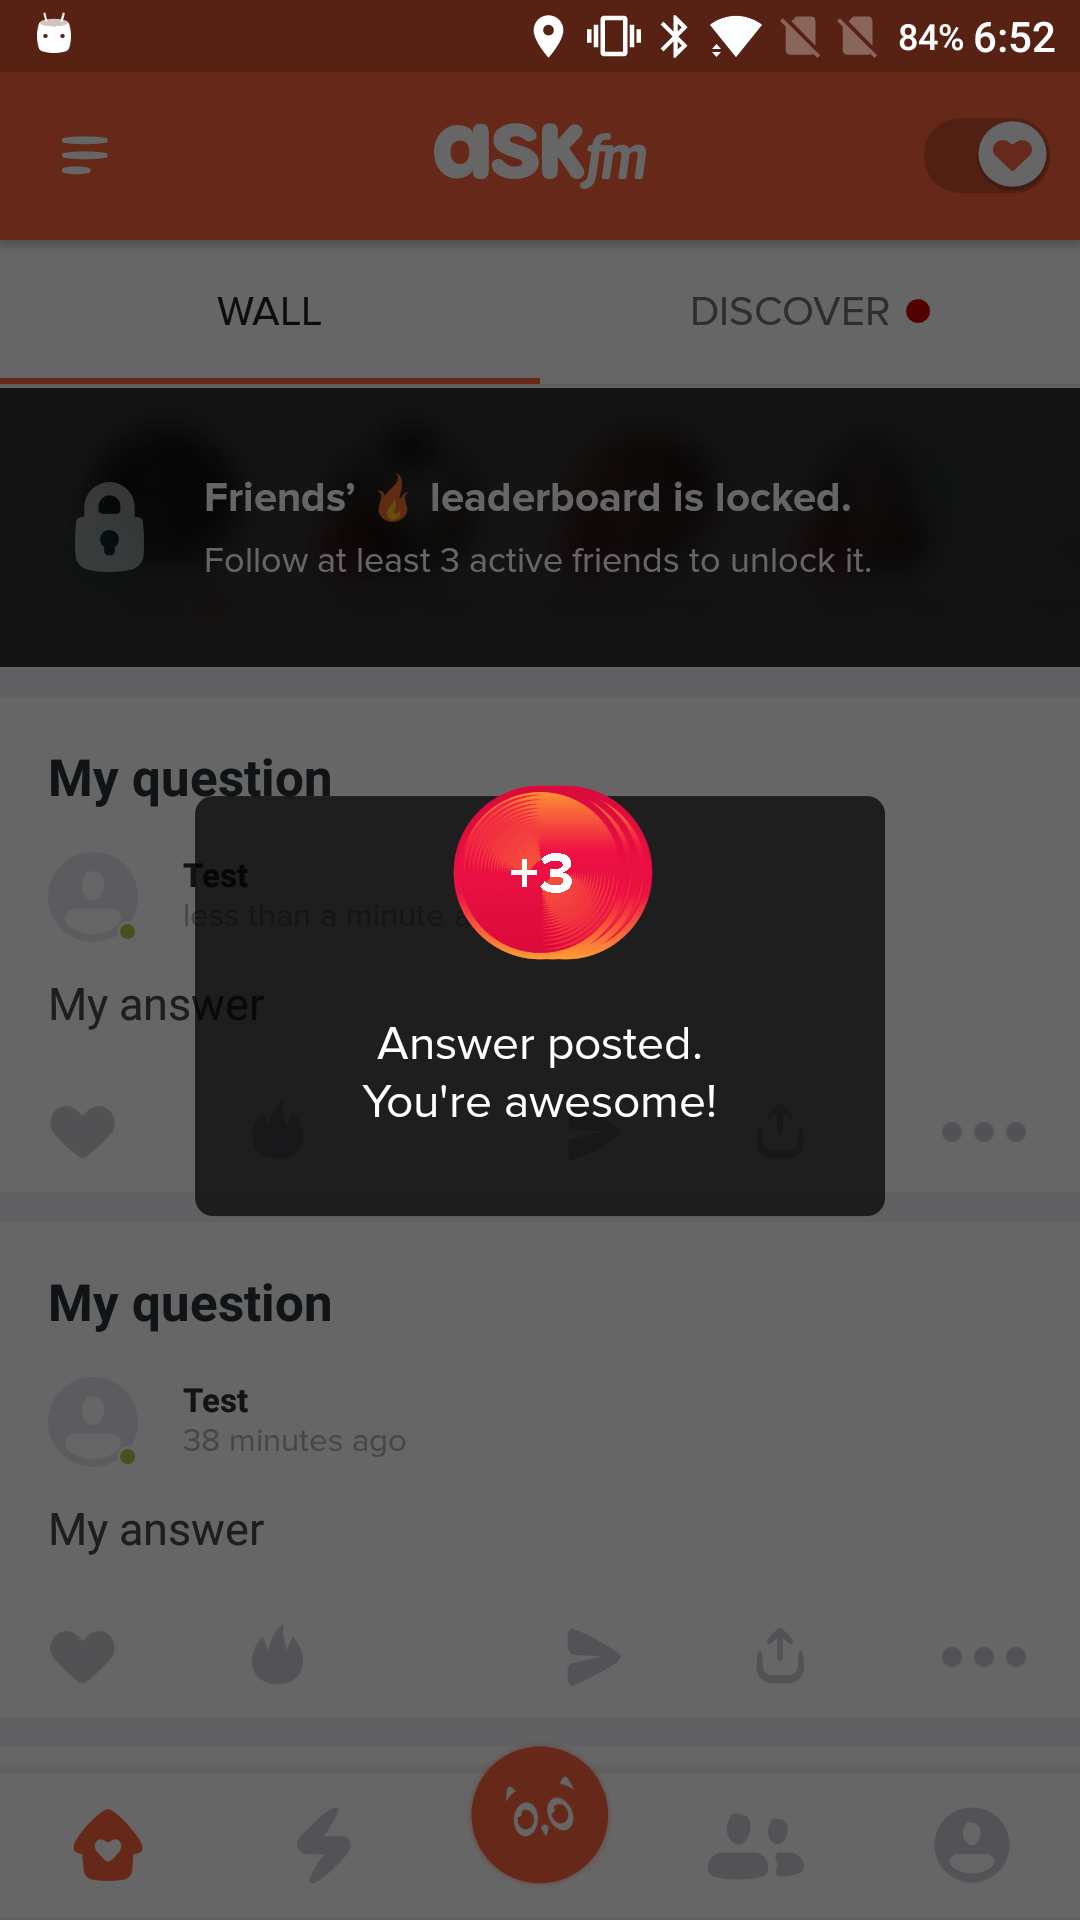 84% 6:52
askfm
WALL
DISCOVER
Friends’ 🔥 leaderboard is locked.
Follow at least 3 active friends to unlock it.
My question
Test
less than a minute a
My answer
+3
Answer posted.
You're awesome!
My question
Test
38 minutes ago
My answer